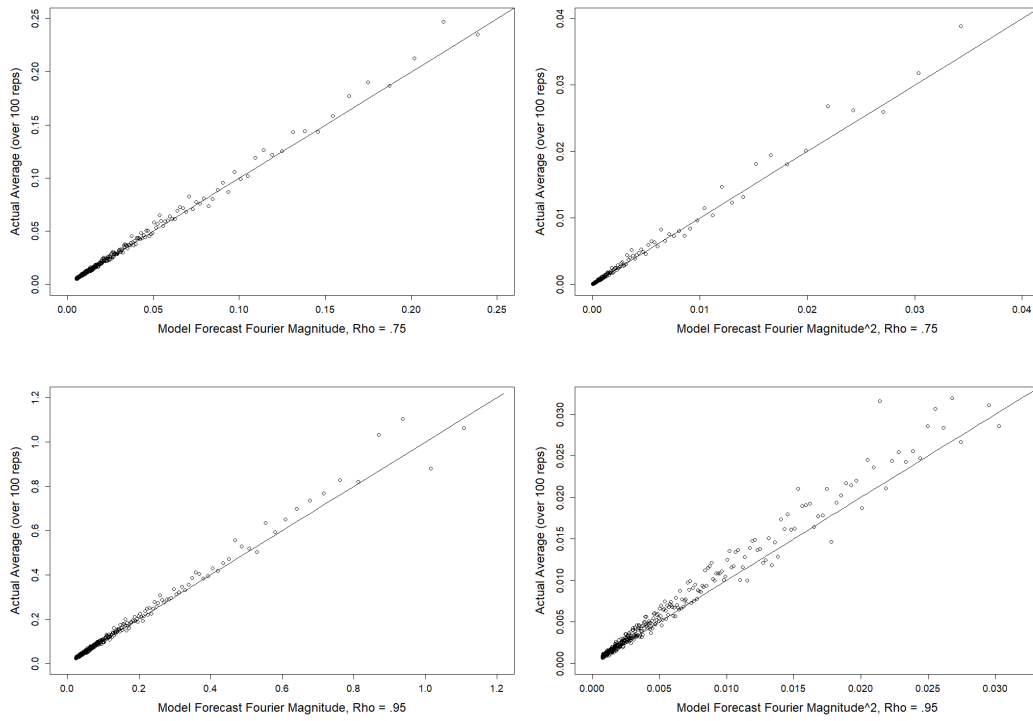 Actual Average (over 100 reps)
0.25
0.20
0.15
0.10
0.05
0.00
0.00 0.05 0.10 0.15 0.20 0.25
Model Forecast Fourier Magnitude, Rho = .75
Actual Average (over 100 reps)
0.04
0.03
0.02
0.01
0.00
0.00 0.01 0.02 0.03 0.04
Model Forecast Fourier Magnitude^2, Rho = .75
Actual Average (over 100 reps)
1.2
1.0
0.8
0.6
0.4
0.2
0.0
0.0 0.2 0.4 0.6 0.8 1.0 1.2
Model Forecast Fourier Magnitude, Rho = .95
Actual Average (over 100 reps)
0.030
0.025
0.020
0.015
0.010
0.005
0.000
0.000 0.005 0.010 0.015 0.020 0.025 0.030
Model Forecast Fourier Magnitude^2, Rho = .95